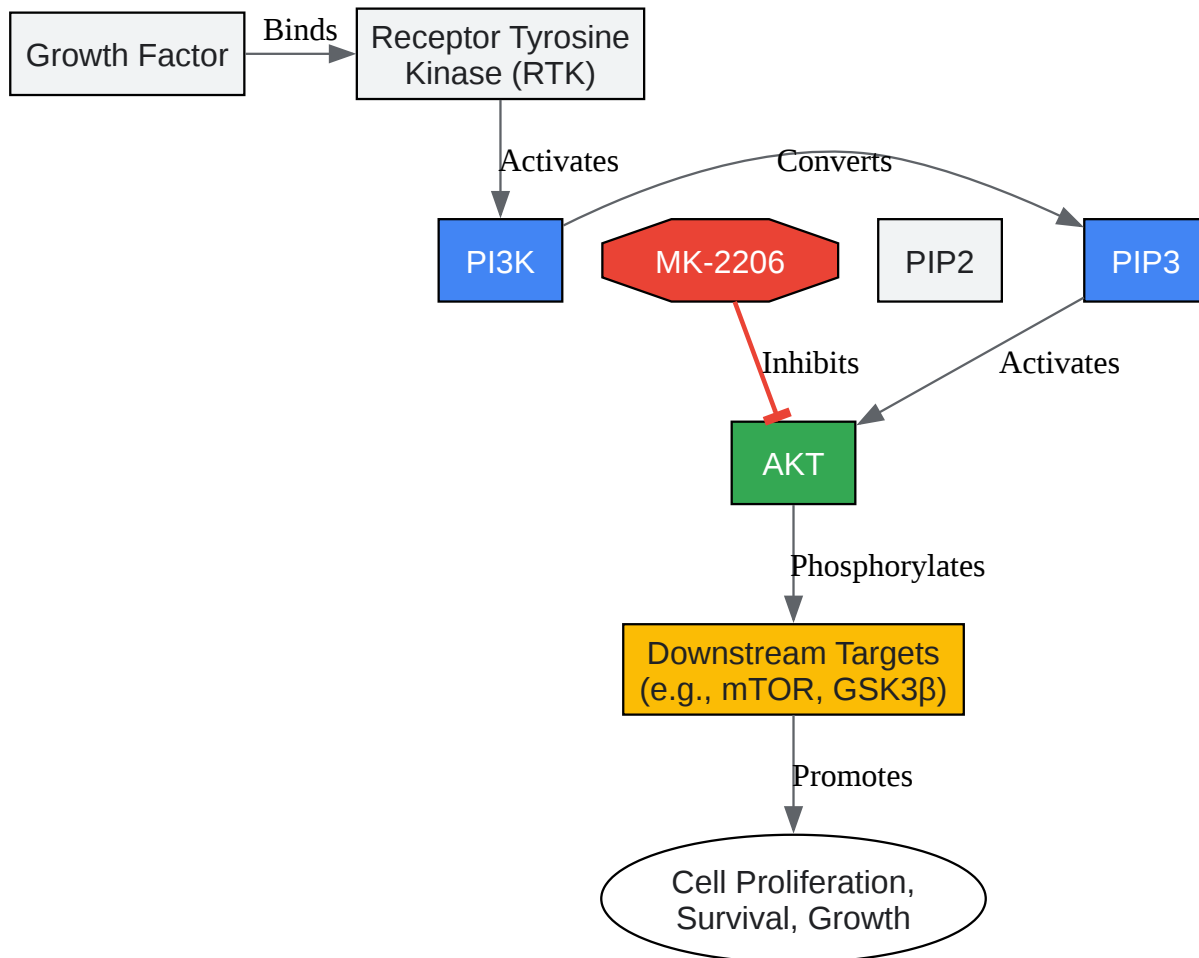 Growth Factor
Binds
Receptor Tyrosine
Kinase (RTK)
Activates
Converts
PI3K
MK-2206
PIP2
PIP3
Inhibits
Activates
AKT
Phosphorylates
Downstream Targets
(e.g., mTOR, GSK3β)
Promotes
Cell Proliferation,
Survival, Growth